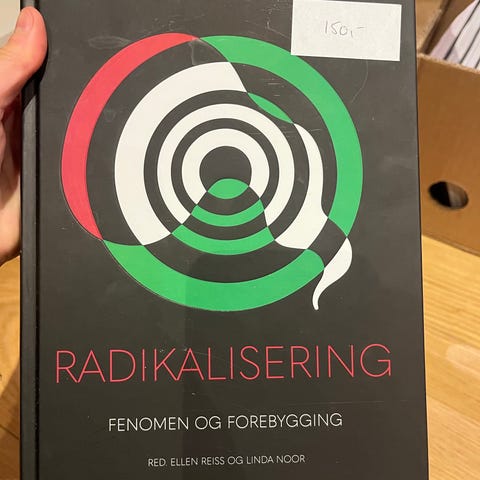 150,-
RADIKALISERING
FENOMEN OG FOREBYGGING
RED. ELLEN REISS OG LINDA NOOR